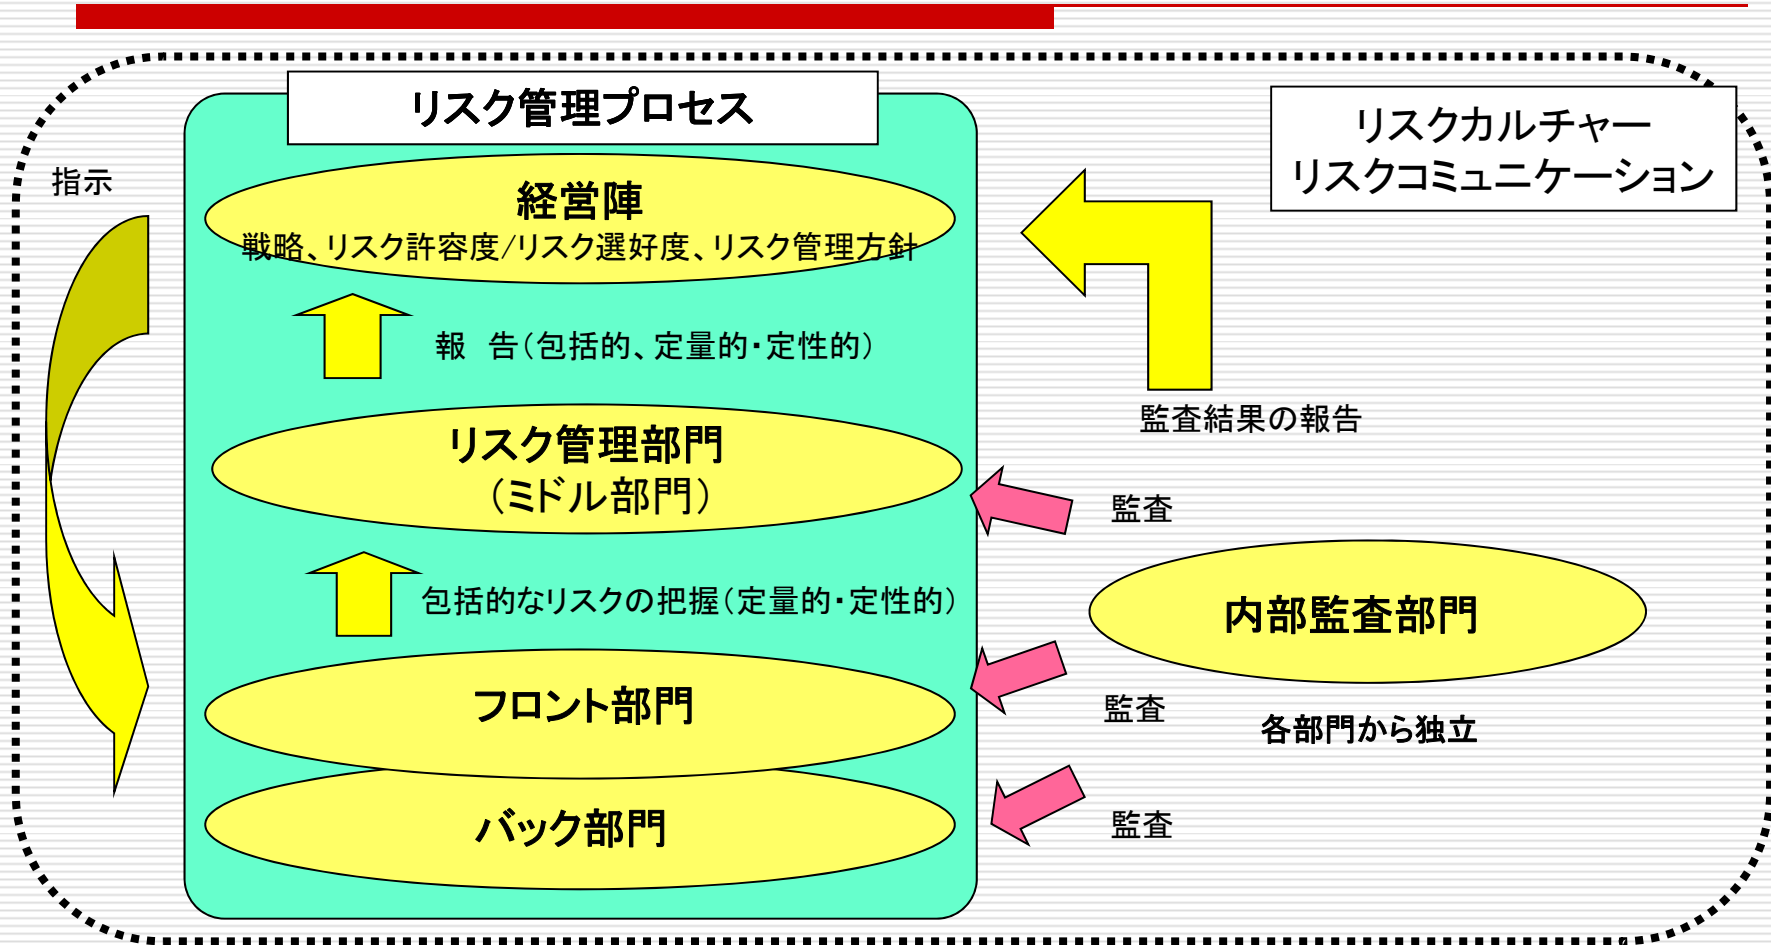 リスク管理プロセス
リスクカルチャー
リスクコミュニケーション
指示
経営陣
戦略、リスク許容度/リスク選好度、リスク管理方針
報　告（包括的、定量的・定性的）
監査結果の報告
リスク管理部門
（ミドル部門）
監査
包括的なリスクの把握（定量的・定性的）
内部監査部門
フロント部門
監査
各部門から独立
バック部門
監査